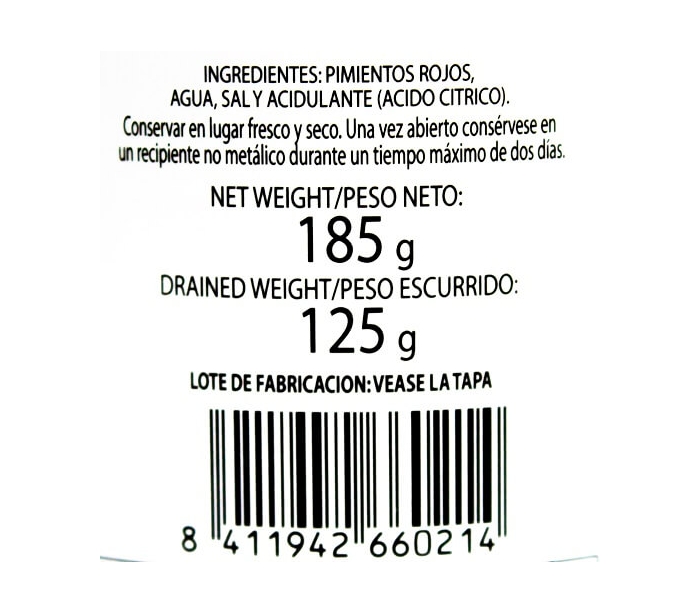 INGREDIENTES: PIMIENTOS ROJOS,
AGUA, SAL Y ACIDULANTE (ACIDO CITRICO).
Conservar en lugar fresco y seco. Una vez abierto consérvese en
un recipiente no metálico durante un tiempo máximo de dos días.
NET WEIGHT/PESO NETO:
185 g
DRAINED WEIGHT/PESO ESCURRIDO:
125 g
LOTE DE FABRICACION: VEASE LA TAPA
8 411942 660214